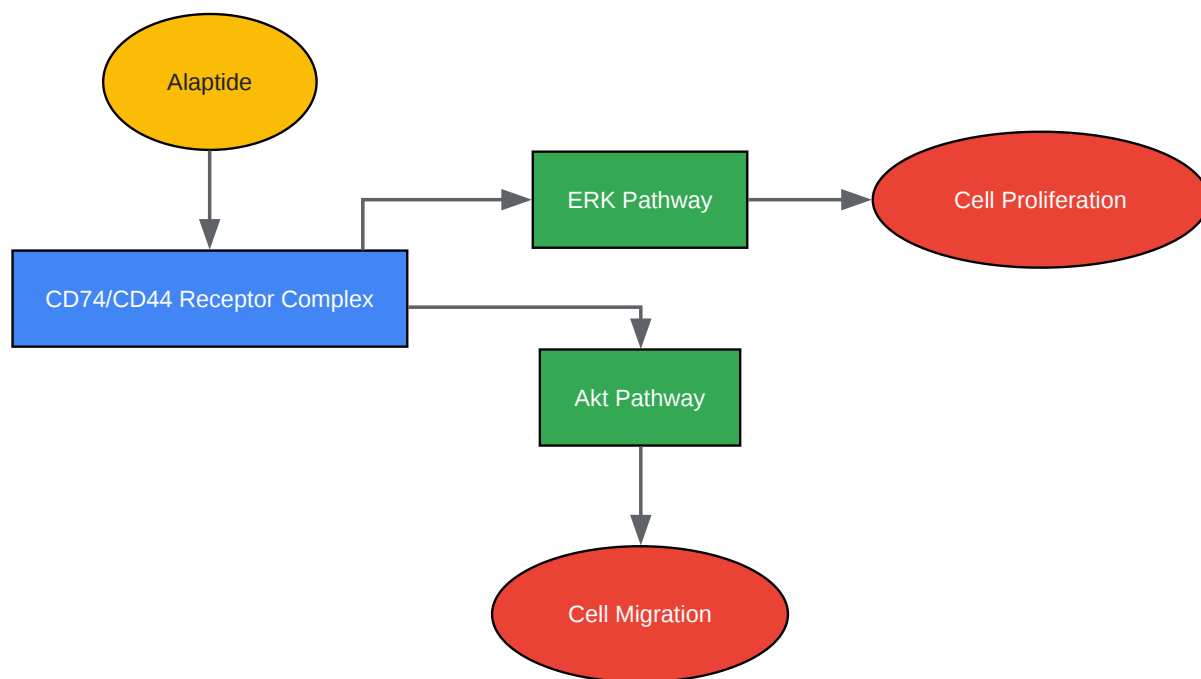 Alaptide
ERK Pathway
Cell Proliferation
CD74/CD44 Receptor Complex
Akt Pathway
Cell Migration